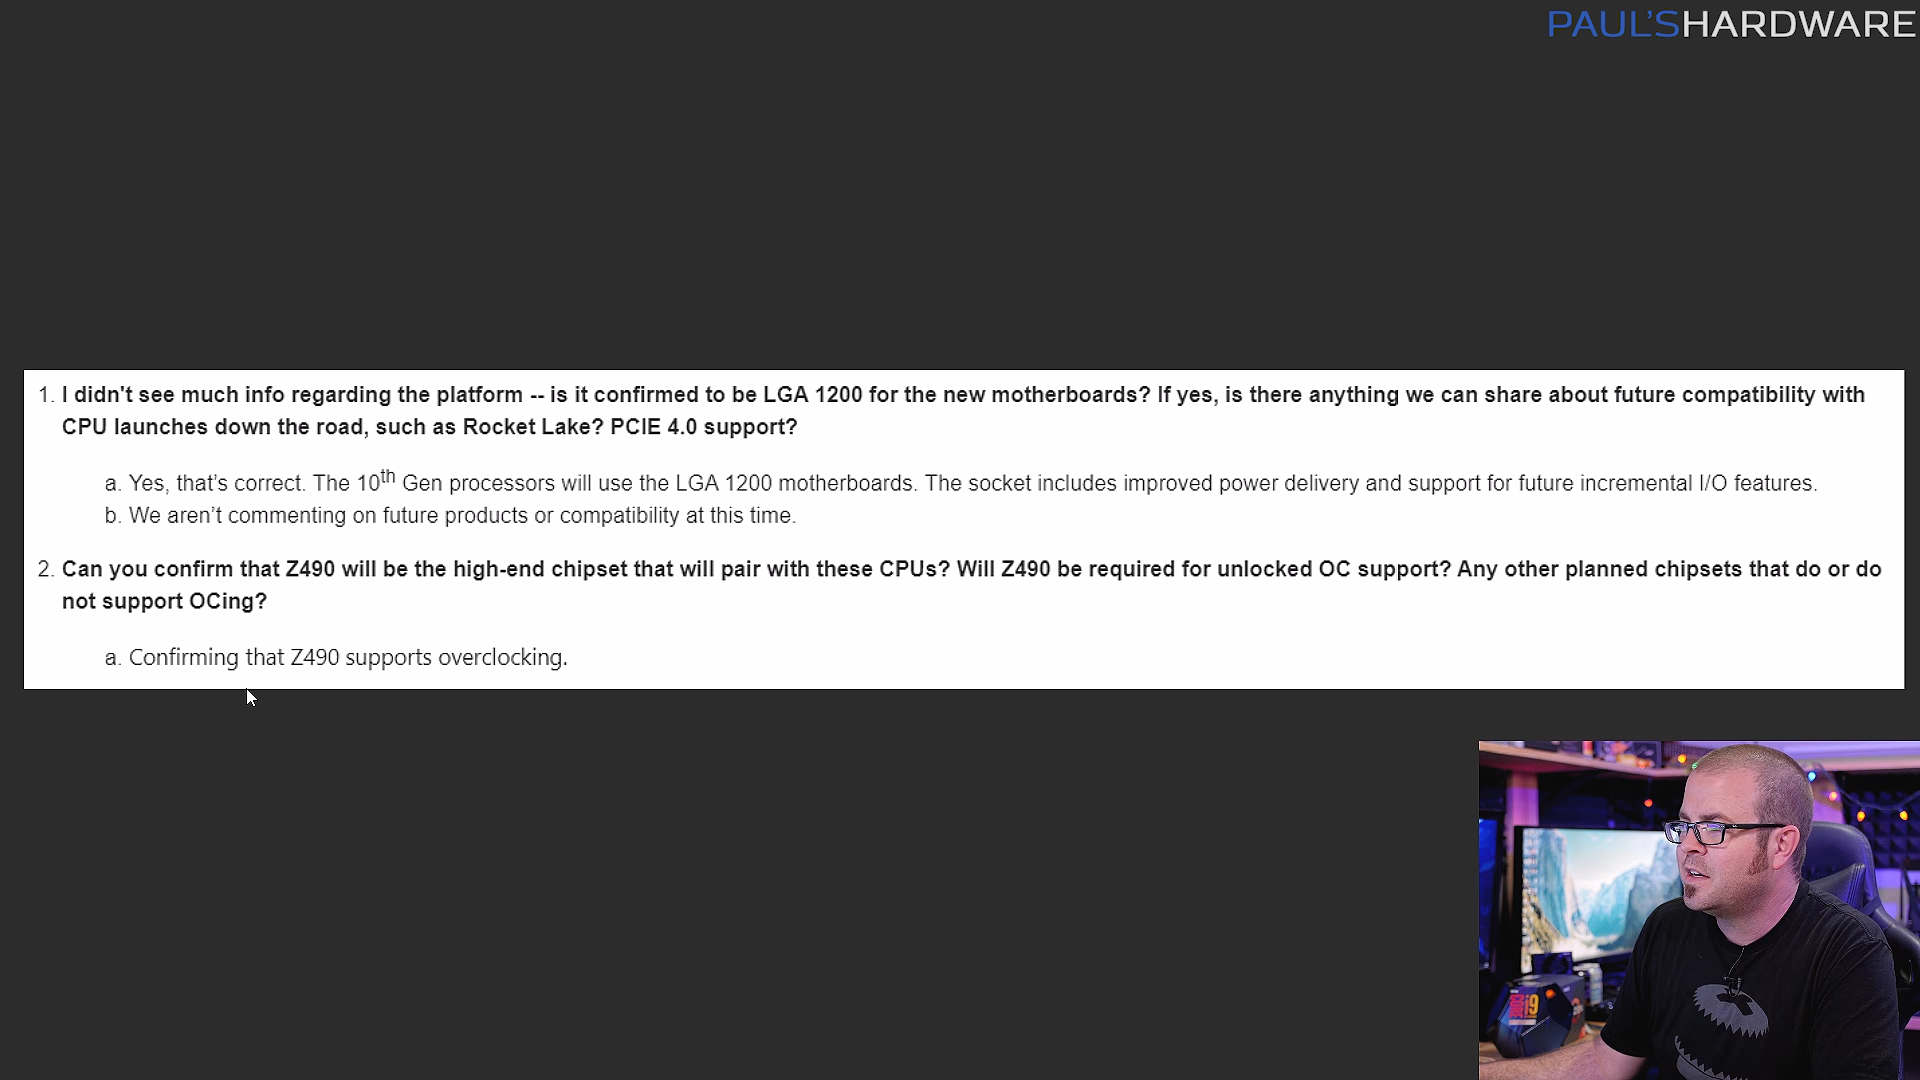 PAUL'SHARDWARE
1. I didn't see much info regarding the platform -- is it confirmed to be LGA 1200 for the new motherboards? If yes, is there anything we can share about future compatibility with
CPU launches down the road, such as Rocket Lake? PCIE 4.0 support?
a. Yes, that’s correct. The 10th Gen processors will use the LGA 1200 motherboards. The socket includes improved power delivery and support for future incremental I/O features.
b. We aren’t commenting on future products or compatibility at this time.
2. Can you confirm that Z490 will be the high-end chipset that will pair with these CPUs? Will Z490 be required for unlocked OC support? Any other planned chipsets that do or do
not support OCing?
a. Confirming that Z490 supports overclocking.
CORE i9